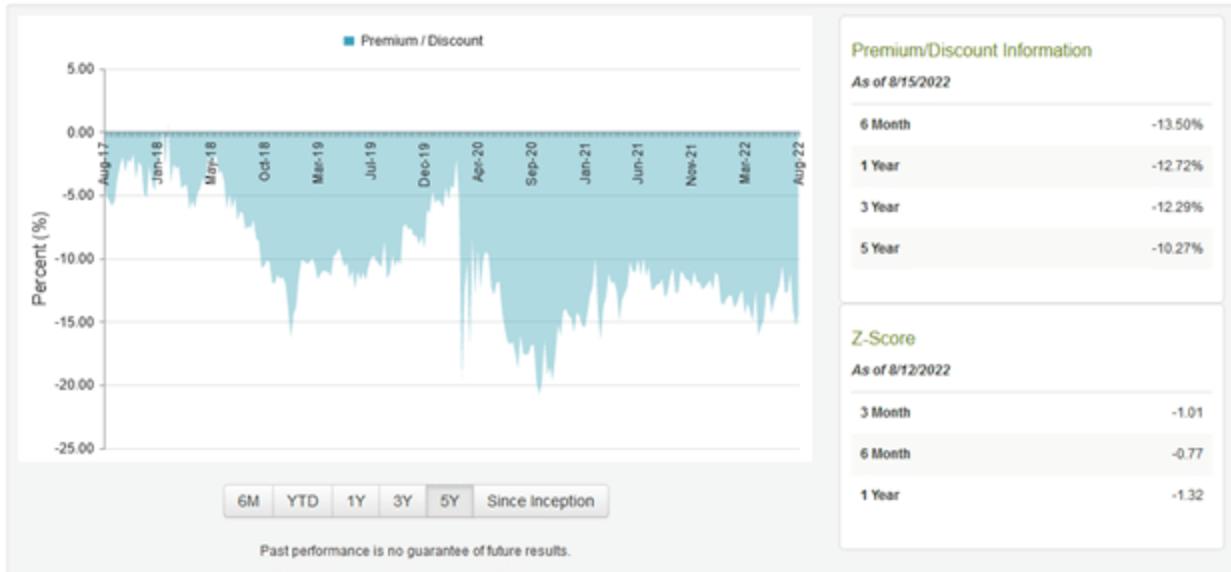 Premium / Discount
5.00
0.00
-5.00
-10.00
-15.00
-20.00
-25.00
Percent (%)
Aug-17
Jan-18
May-18
Oct-18
Mar-19
Jul-19
Dec-19
Apr-20
Sep-20
Jan-21
Jun-21
Nov-21
Mar-22
Aug-22
6M YTD 1Y 3Y 5Y Since Inception
Past performance is no guarantee of future results.
Premium/Discount Information
As of 8/15/2022
6 Month -13.50%
1 Year -12.72%
3 Year -12.29%
5 Year -10.27%
Z-Score
As of 8/12/2022
3 Month -1.01
6 Month -0.77
1 Year -1.32